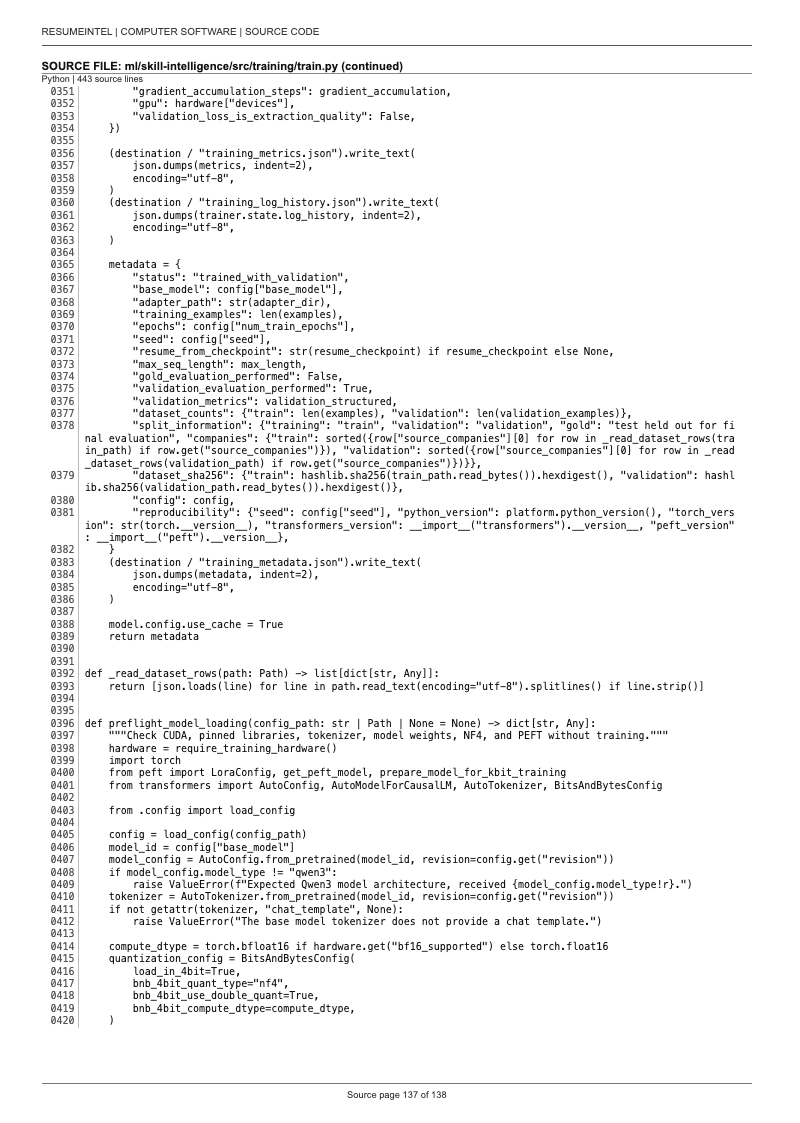 RESUMEINTEL | COMPUTER SOFTWARE | SOURCE CODE
SOURCE FILE: ml/skill-intelligence/src/training/train.py (continued)
Python | 443 source lines
0351         "gradient_accumulation_steps": gradient_accumulation,
0352         "gpu": hardware["devices"],
0353         "validation_loss_is_extraction_quality": False,
0354     })
0355
0356     (destination / "training_metrics.json").write_text(
0357         json.dumps(metrics, indent=2),
0358         encoding="utf-8",
0359     )
0360     (destination / "training_log_history.json").write_text(
0361         json.dumps(trainer.state.log_history, indent=2),
0362         encoding="utf-8",
0363     )
0364
0365     metadata = {
0366         "status": "trained_with_validation",
0367         "base_model": config["base_model"],
0368         "adapter_path": str(adapter_dir),
0369         "training_examples": len(examples),
0370         "epochs": config["num_train_epochs"],
0371         "seed": config["seed"],
0372         "resume_from_checkpoint": str(resume_checkpoint) if resume_checkpoint else None,
0373         "max_seq_length": max_length,
0374         "gold_evaluation_performed": False,
0375         "validation_evaluation_performed": True,
0376         "validation_metrics": validation_structured,
0377         "dataset_counts": {"train": len(examples), "validation": len(validation_examples)},
0378         "split_information": {"training": "train", "validation": "validation", "gold": "test held out for fi
nal evaluation", "companies": {"train": sorted({row["source_companies"][0] for row in _read_dataset_rows(tra
in_path) if row.get("source_companies")}), "validation": sorted({row["source_companies"][0] for row in _read
_dataset_rows(validation_path) if row.get("source_companies")})}},
0379         "dataset_sha256": {"train": hashlib.sha256(train_path.read_bytes()).hexdigest(), "validation": hashl
ib.sha256(validation_path.read_bytes()).hexdigest()},
0380         "config": config,
0381         "reproducibility": {"seed": config["seed"], "python_version": platform.python_version(), "torch_vers
ion": str(torch.__version__), "transformers_version": __import__("transformers").__version__, "peft_version"
: __import__("peft").__version__},
0382     }
0383     (destination / "training_metadata.json").write_text(
0384         json.dumps(metadata, indent=2),
0385         encoding="utf-8",
0386     )
0387
0388     model.config.use_cache = True
0389     return metadata
0390
0391
0392 def _read_dataset_rows(path: Path) -> list[dict[str, Any]]:
0393     return [json.loads(line) for line in path.read_text(encoding="utf-8").splitlines() if line.strip()]
0394
0395
0396 def preflight_model_loading(config_path: str | Path | None = None) -> dict[str, Any]:
0397     """Check CUDA, pinned libraries, tokenizer, model weights, NF4, and PEFT without training."""
0398     hardware = require_training_hardware()
0399     import torch
0400     from peft import LoraConfig, get_peft_model, prepare_model_for_kbit_training
0401     from transformers import AutoConfig, AutoModelForCausalLM, AutoTokenizer, BitsAndBytesConfig
0402
0403     from .config import load_config
0404
0405     config = load_config(config_path)
0406     model_id = config["base_model"]
0407     model_config = AutoConfig.from_pretrained(model_id, revision=config.get("revision"))
0408     if model_config.model_type != "qwen3":
0409         raise ValueError(f"Expected Qwen3 model architecture, received {model_config.model_type!r}.")
0410     tokenizer = AutoTokenizer.from_pretrained(model_id, revision=config.get("revision"))
0411     if not getattr(tokenizer, "chat_template", None):
0412         raise ValueError("The base model tokenizer does not provide a chat template.")
0413
0414     compute_dtype = torch.bfloat16 if hardware.get("bf16_supported") else torch.float16
0415     quantization_config = BitsAndBytesConfig(
0416         load_in_4bit=True,
0417         bnb_4bit_quant_type="nf4",
0418         bnb_4bit_use_double_quant=True,
0419         bnb_4bit_compute_dtype=compute_dtype,
0420     )
Source page 137 of 138